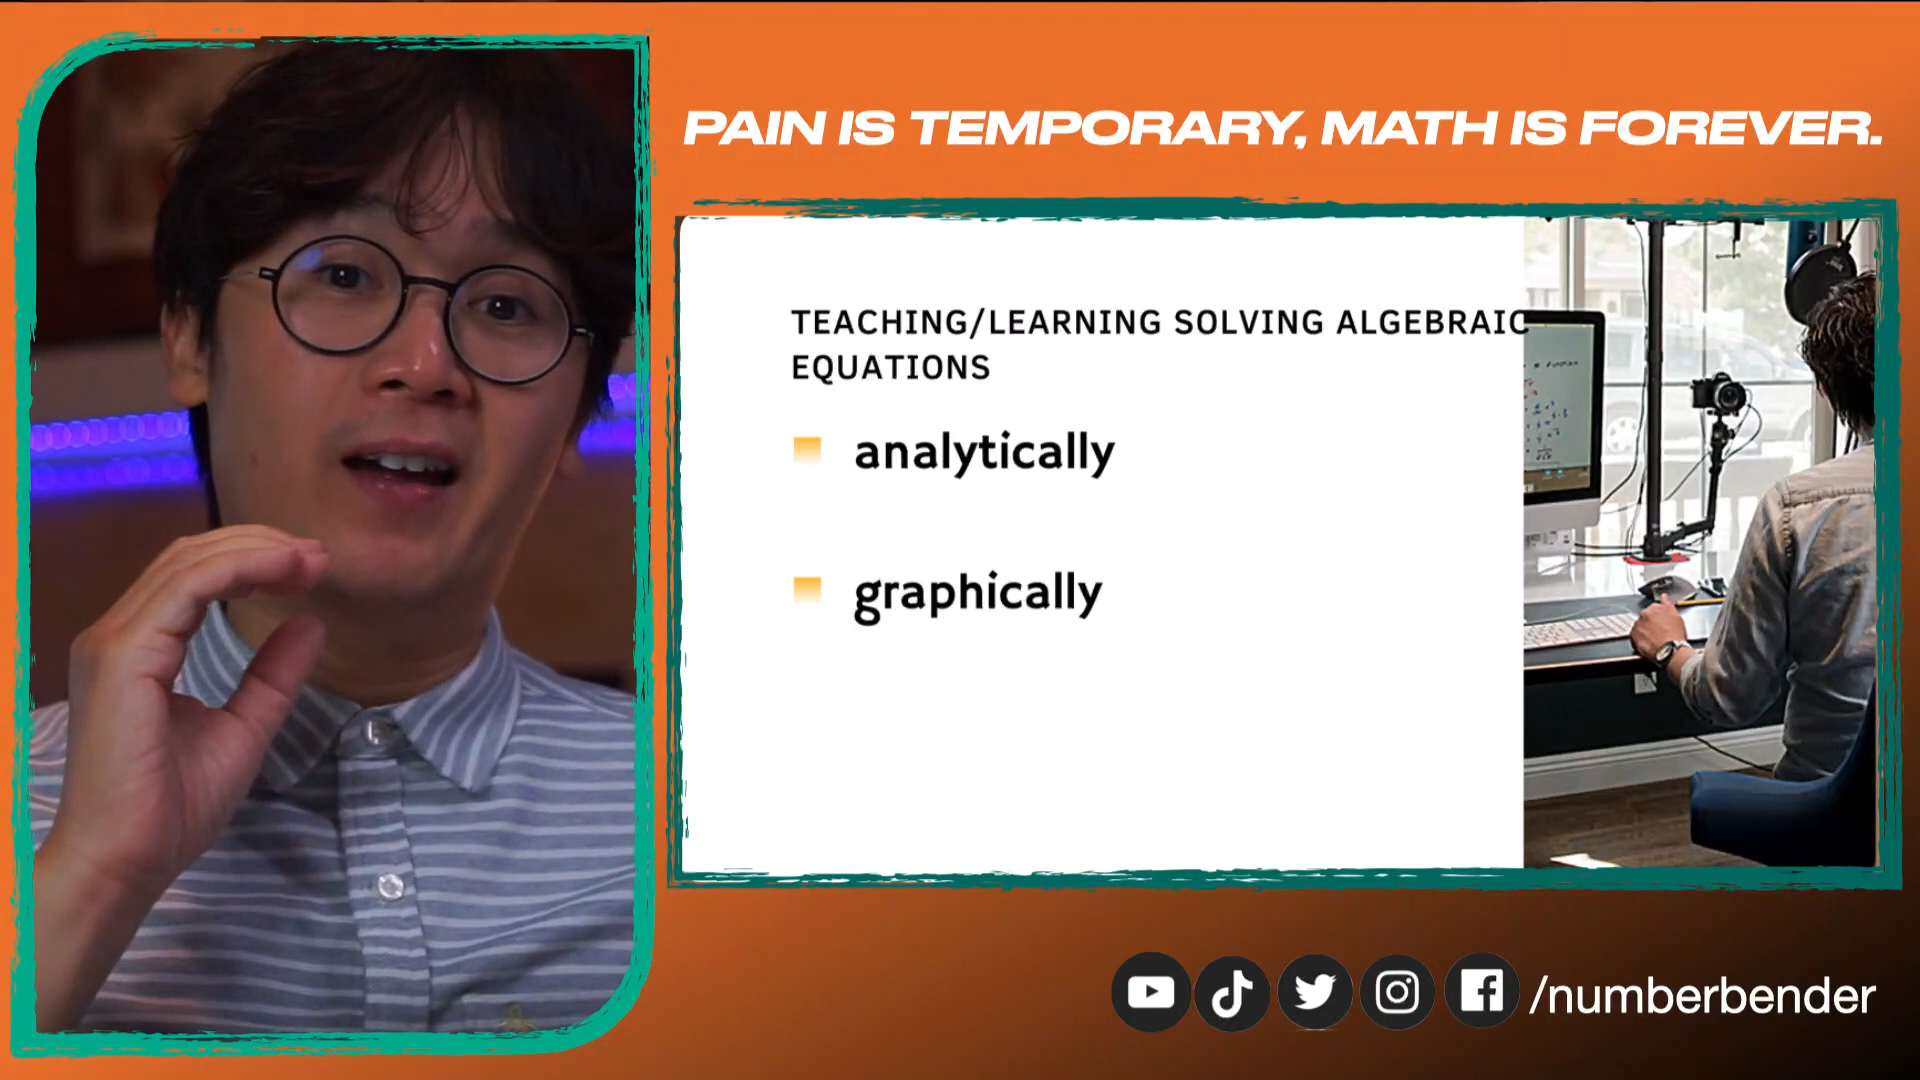 PAIN IS TEMPORARY, MATH IS FOREVER.
TEACHING/LEARNING SOLVING ALGEBRAIC
EQUATIONS
analytically
graphically
/numberbender